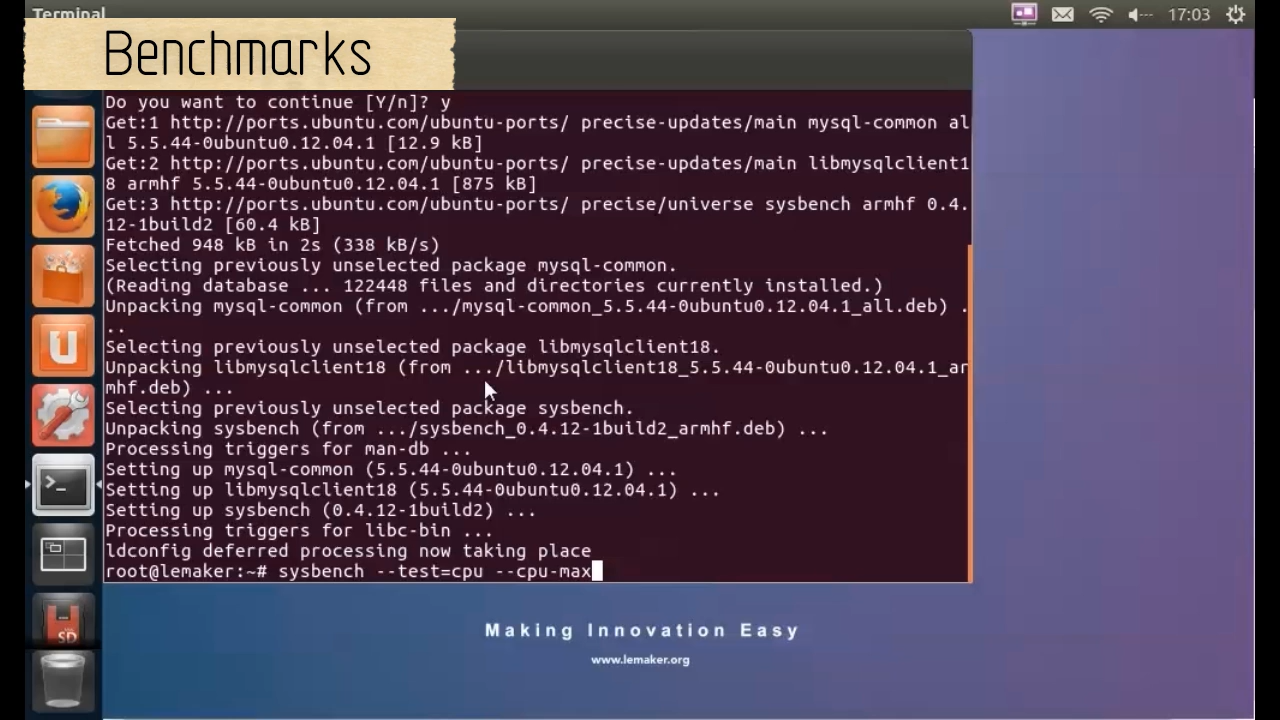 Terminal
17:03
Benchmarks
Do you want to continue [Y/n]? y
Get:1 http://ports.ubuntu.com/ubuntu-ports/ precise-updates/main mysql-common al
l 5.5.44-0ubuntu0.12.04.1 [12.9 kB]
Get:2 http://ports.ubuntu.com/ubuntu-ports/ precise-updates/main libmysqlclient1
8 armhf 5.5.44-0ubuntu0.12.04.1 [875 kB]
Get:3 http://ports.ubuntu.com/ubuntu-ports/ precise/universe sysbench armhf 0.4.
12-1build2 [60.4 kB]
Fetched 948 kB in 2s (338 kB/s)
Selecting previously unselected package mysql-common.
(Reading database ... 122448 files and directories currently installed.)
Unpacking mysql-common (from .../mysql-common_5.5.44-0ubuntu0.12.04.1_all.deb) .
..
Selecting previously unselected package libmysqlclient18.
Unpacking libmysqlclient18 (from .../libmysqlclient18_5.5.44-0ubuntu0.12.04.1_ar
mhf.deb) ...
Selecting previously unselected package sysbench.
Unpacking sysbench (from .../sysbench_0.4.12-1build2_armhf.deb) ...
Processing triggers for man-db ...
Setting up mysql-common (5.5.44-0ubuntu0.12.04.1) ...
Setting up libmysqlclient18 (5.5.44-0ubuntu0.12.04.1) ...
Setting up sysbench (0.4.12-1build2) ...
Processing triggers for libc-bin ...
ldconfig deferred processing now taking place
root@lemaker:~# sysbench --test=cpu --cpu-max
SD
Making Innovation Easy
www.lemaker.org